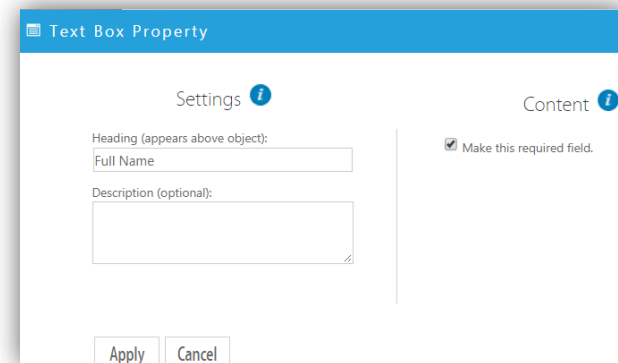 Text Box Property
Settings
Heading (appears above object):
Full Name
Description (optional):
Apply Cancel
Content
Make this required field.